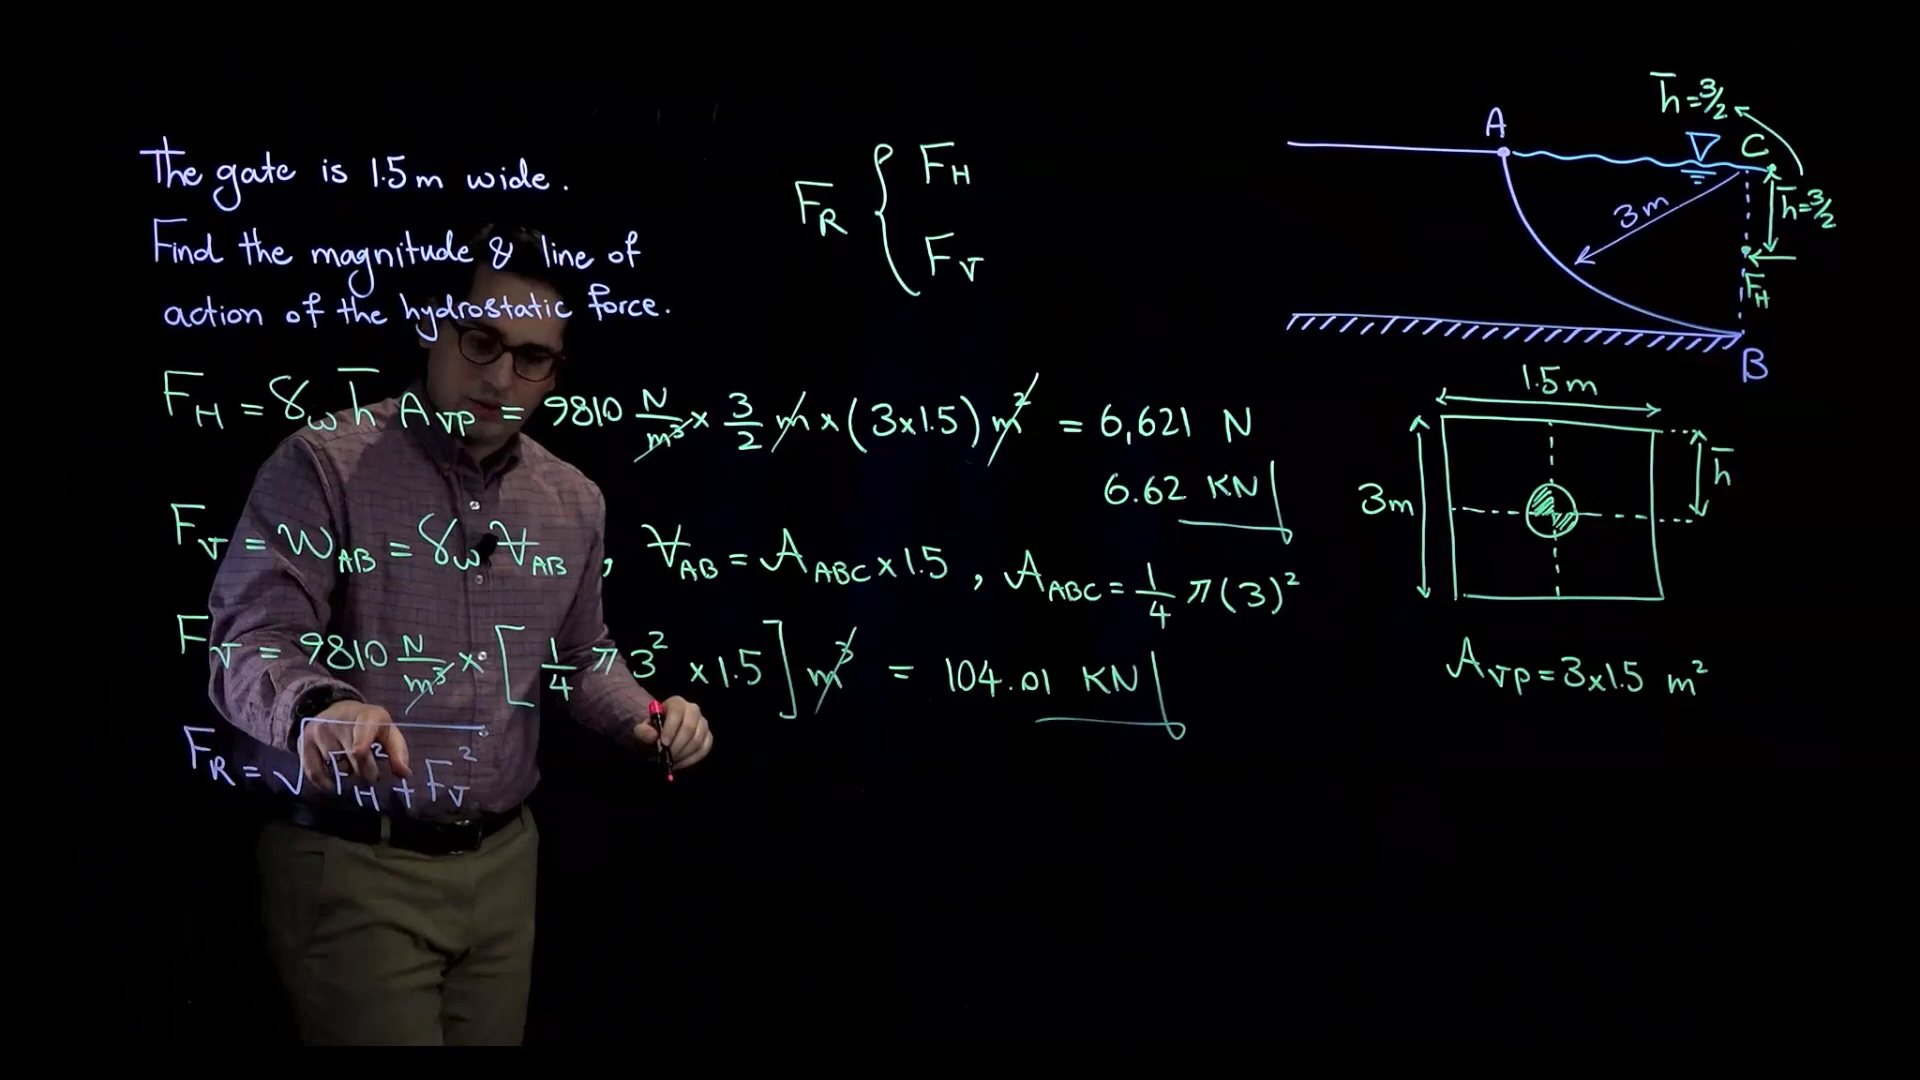 The gate is 1.5m wide.
Find the magnitude & line of
action of the hydrostatic force.
F_R { F_H
F_V
F_H = γ_w h̅ A_VP = 9810 N/m³ × 3/2 m × (3×1.5) m² = 6,621 N
6.62 KN
F_V = W_AB = γ_w V_AB , V_AB = A_ABC × 1.5 , A_ABC = 1/4 π(3)²
F_V = 9810 N/m³ × [1/4 π 3² × 1.5] m³ = 104.01 KN
F_R = √(F_H² + F_V²)
h̅ = 3/2
A
C
3m
h̅ = 3/2
F_H
B
1.5m
3m
h̅
A_VP = 3×1.5 m²